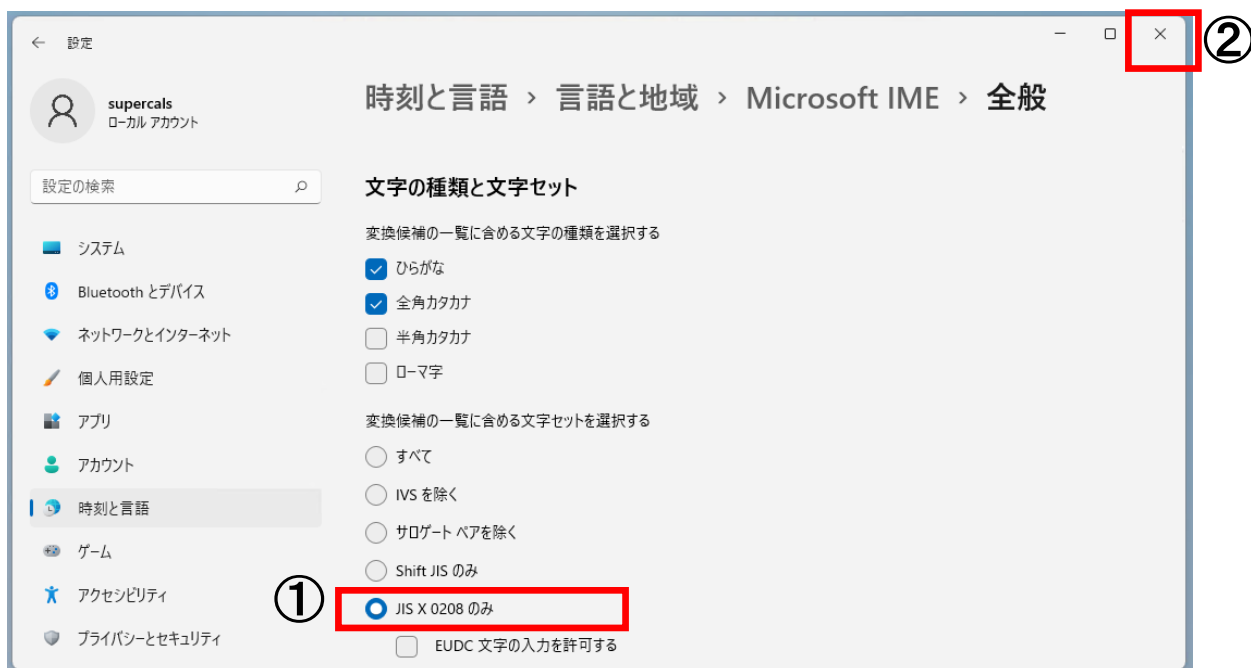 設定
②
supercals
ローカル アカウント
時刻と言語 › 言語と地域 › Microsoft IME › 全般
設定の検索
文字の種類と文字セット
変換候補の一覧に含める文字の種類を選択する
システム
ひらがな
Bluetooth とデバイス
全角カタカナ
ネットワークとインターネット
半角カタカナ
個人用設定
ローマ字
アプリ
変換候補の一覧に含める文字セットを選択する
アカウント
すべて
時刻と言語
IVS を除く
ゲーム
サロゲート ペアを除く
アクセシビリティ
Shift JIS のみ
①
JIS X 0208 のみ
プライバシーとセキュリティ
EUDC 文字の入力を許可する